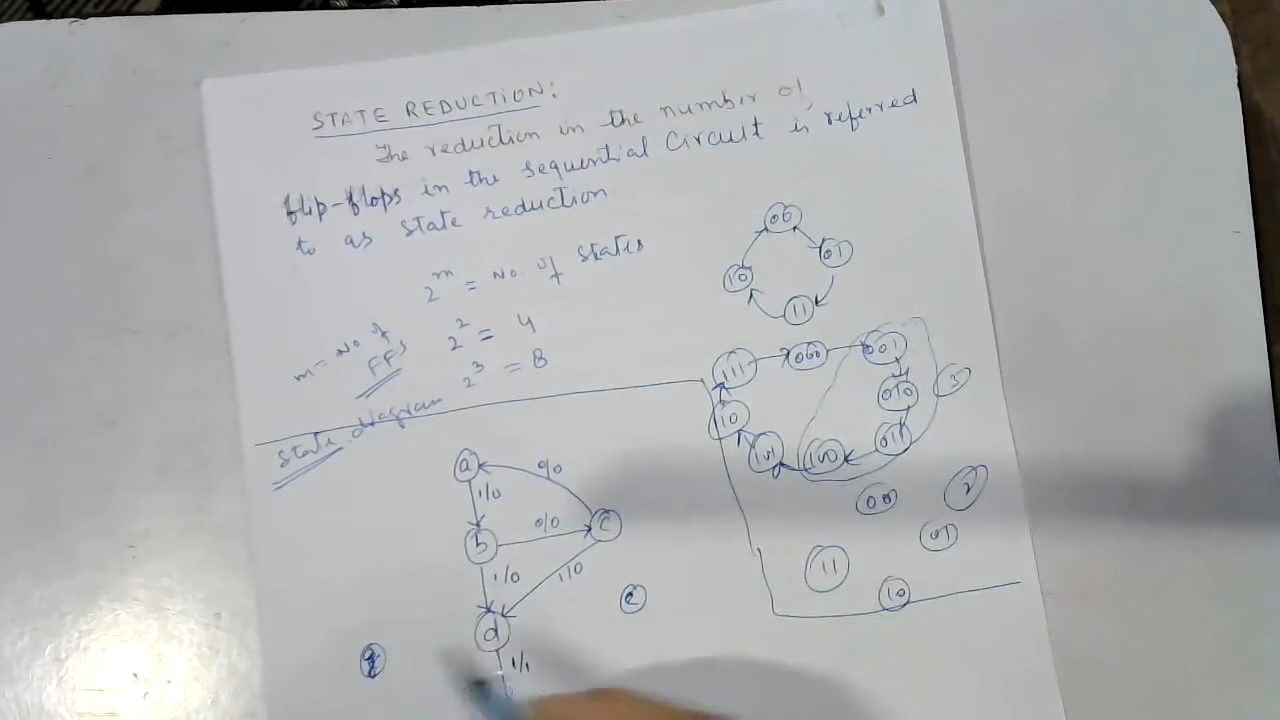 STATE REDUCTION:
The reduction in the number of
flip-flops in the sequential Circuit is referred
to as state reduction
2^m = No. of states
m = No of FFs
2^2 = 4
2^3 = 8
State diagram
00
01
10
11
111
000
001
010
011
100
101
10
3
00
2
01
11
10
a
0/0
1/0
b
0/0
c
1/0
1/0
d
e
1/1